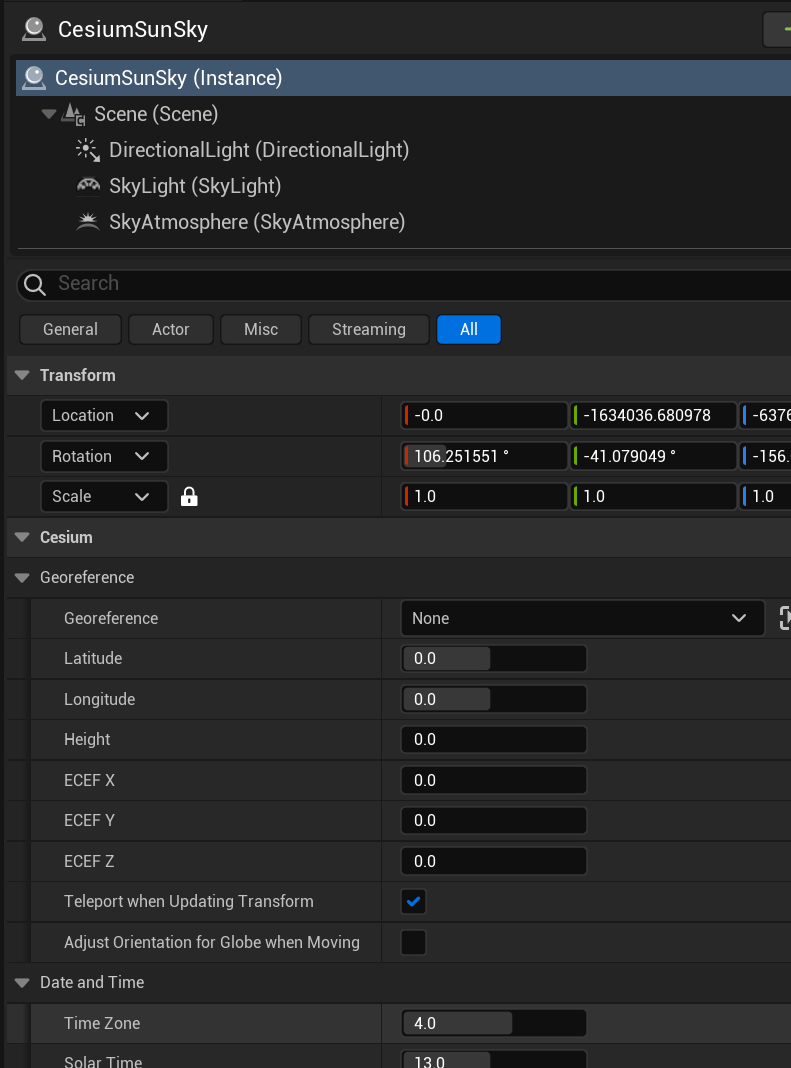 CesiumSunSky
CesiumSunSky (Instance)
Scene (Scene)
DirectionalLight (DirectionalLight)
SkyLight (SkyLight)
SkyAtmosphere (SkyAtmosphere)
Search
General Actor Misc Streaming All
Transform
Location -0.0 -1634036.680978 -6376
Rotation 106.251551 ° -41.079049 ° -156.
Scale 1.0 1.0 1.0
Cesium
Georeference
Georeference None
Latitude 0.0
Longitude 0.0
Height 0.0
ECEF X 0.0
ECEF Y 0.0
ECEF Z 0.0
Teleport when Updating Transform
Adjust Orientation for Globe when Moving
Date and Time
Time Zone 4.0
Solar Time 13.0